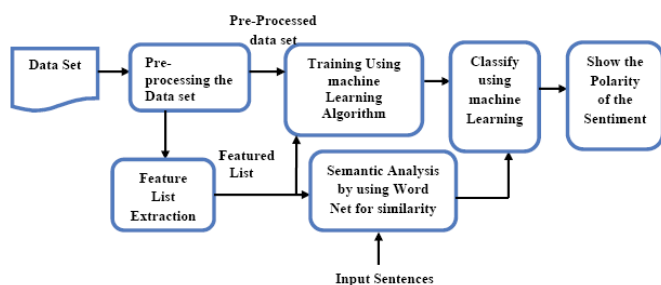 Pre-Processed
data set
Data Set
Pre-
processing the
Data set
Training Using
machine
Learning
Algorithm
Classify
using
machine
Learning
Show the
Polarity
of the
Sentiment
Featured
List
Feature
List
Extraction
Semantic Analysis
by using Word
Net for similarity
Input Sentences